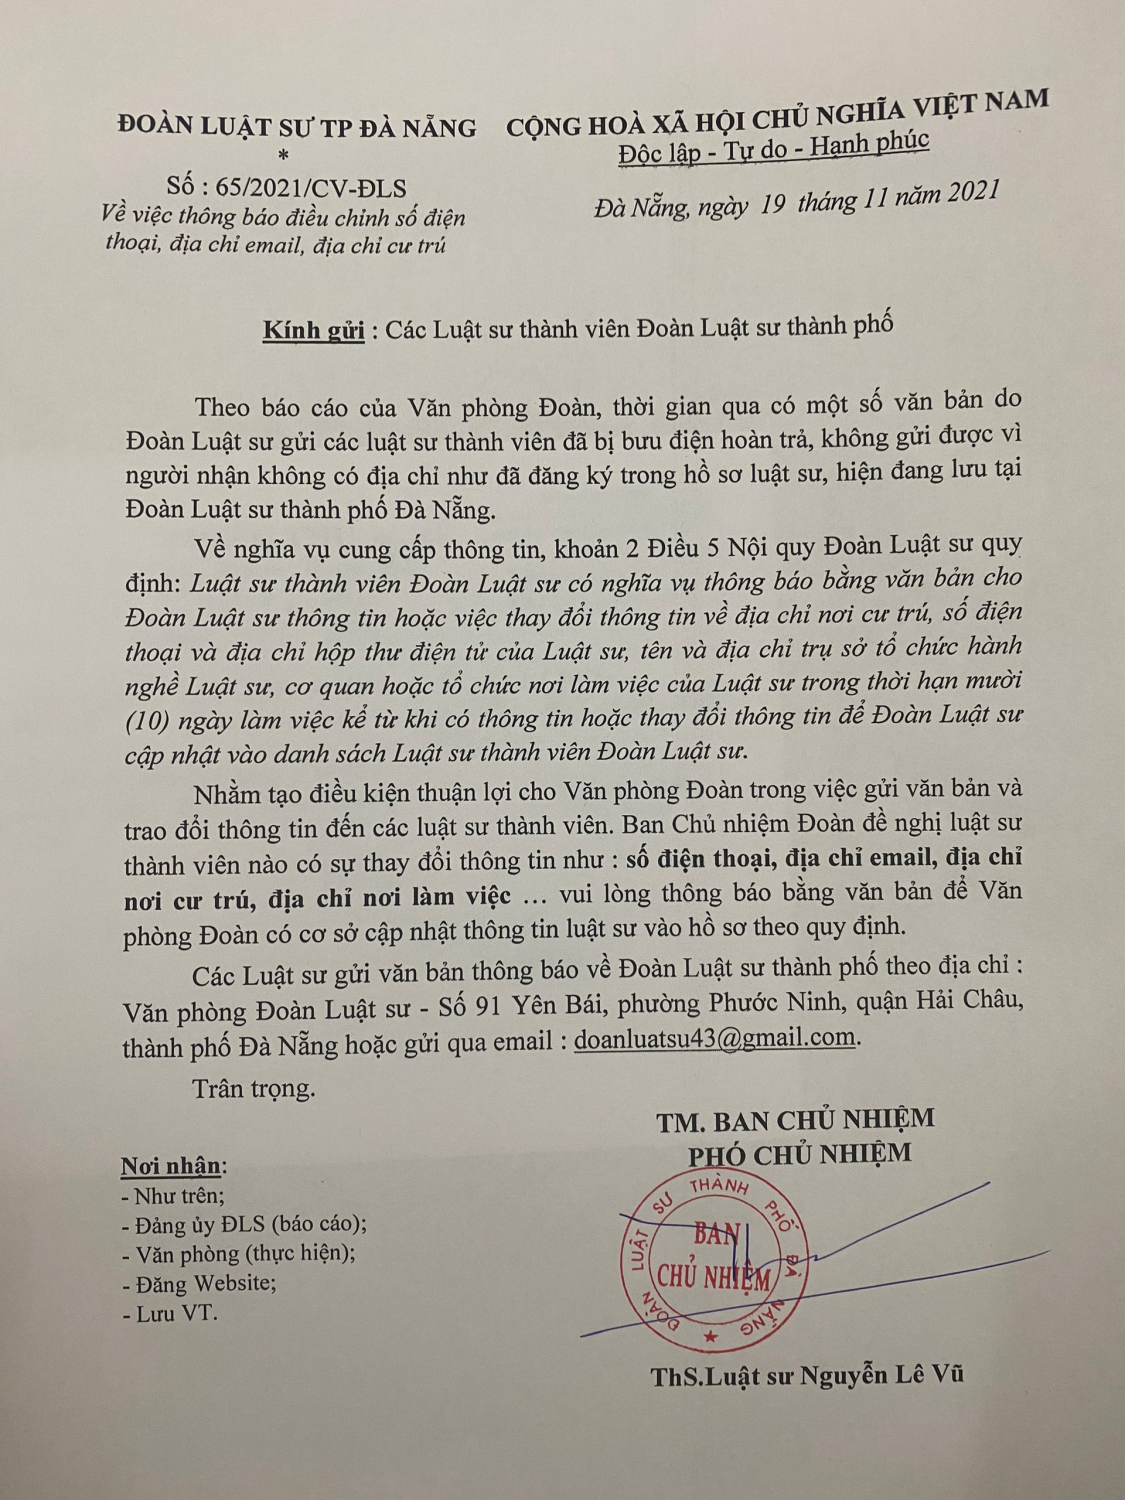 ĐOÀN LUẬT SƯ TP ĐÀ NẴNG
*
Số : 65/2021/CV-ĐLS
Về việc thông báo điều chỉnh số điện
thoại, địa chỉ email, địa chỉ cư trú
CỘNG HOÀ XÃ HỘI CHỦ NGHĨA VIỆT NAM
Độc lập - Tự do - Hạnh phúc
Đà Nẵng, ngày 19 tháng 11 năm 2021
Kính gửi : Các Luật sư thành viên Đoàn Luật sư thành phố
Theo báo cáo của Văn phòng Đoàn, thời gian qua có một số văn bản do
Đoàn Luật sư gửi các luật sư thành viên đã bị bưu điện hoàn trả, không gửi được vì
người nhận không có địa chỉ như đã đăng ký trong hồ sơ luật sư, hiện đang lưu tại
Đoàn Luật sư thành phố Đà Nẵng.
Về nghĩa vụ cung cấp thông tin, khoản 2 Điều 5 Nội quy Đoàn Luật sư quy
định: Luật sư thành viên Đoàn Luật sư có nghĩa vụ thông báo bằng văn bản cho
Đoàn Luật sư thông tin hoặc việc thay đổi thông tin về địa chỉ nơi cư trú, số điện
thoại và địa chỉ hộp thư điện tử của Luật sư, tên và địa chỉ trụ sở tổ chức hành
nghề Luật sư, cơ quan hoặc tổ chức nơi làm việc của Luật sư trong thời hạn mười
(10) ngày làm việc kể từ khi có thông tin hoặc thay đổi thông tin để Đoàn Luật sư
cập nhật vào danh sách Luật sư thành viên Đoàn Luật sư.
Nhằm tạo điều kiện thuận lợi cho Văn phòng Đoàn trong việc gửi văn bản và
trao đổi thông tin đến các luật sư thành viên. Ban Chủ nhiệm Đoàn đề nghị luật sư
thành viên nào có sự thay đổi thông tin như : số điện thoại, địa chỉ email, địa chỉ
nơi cư trú, địa chỉ nơi làm việc ... vui lòng thông báo bằng văn bản để Văn
phòng Đoàn có cơ sở cập nhật thông tin luật sư vào hồ sơ theo quy định.
Các Luật sư gửi văn bản thông báo về Đoàn Luật sư thành phố theo địa chỉ :
Văn phòng Đoàn Luật sư - Số 91 Yên Bái, phường Phước Ninh, quận Hải Châu,
thành phố Đà Nẵng hoặc gửi qua email : doanluatsu43@gmail.com.
Trân trọng.
Nơi nhận:
- Như trên;
- Đảng ủy ĐLS (báo cáo);
- Văn phòng (thực hiện);
- Đăng Website;
- Lưu VT.
TM. BAN CHỦ NHIỆM
PHÓ CHỦ NHIỆM
ĐOÀN LUẬT SƯ THÀNH PHỐ ĐÀ NẴNG
BAN
CHỦ NHIỆM
ThS.Luật sư Nguyễn Lê Vũ